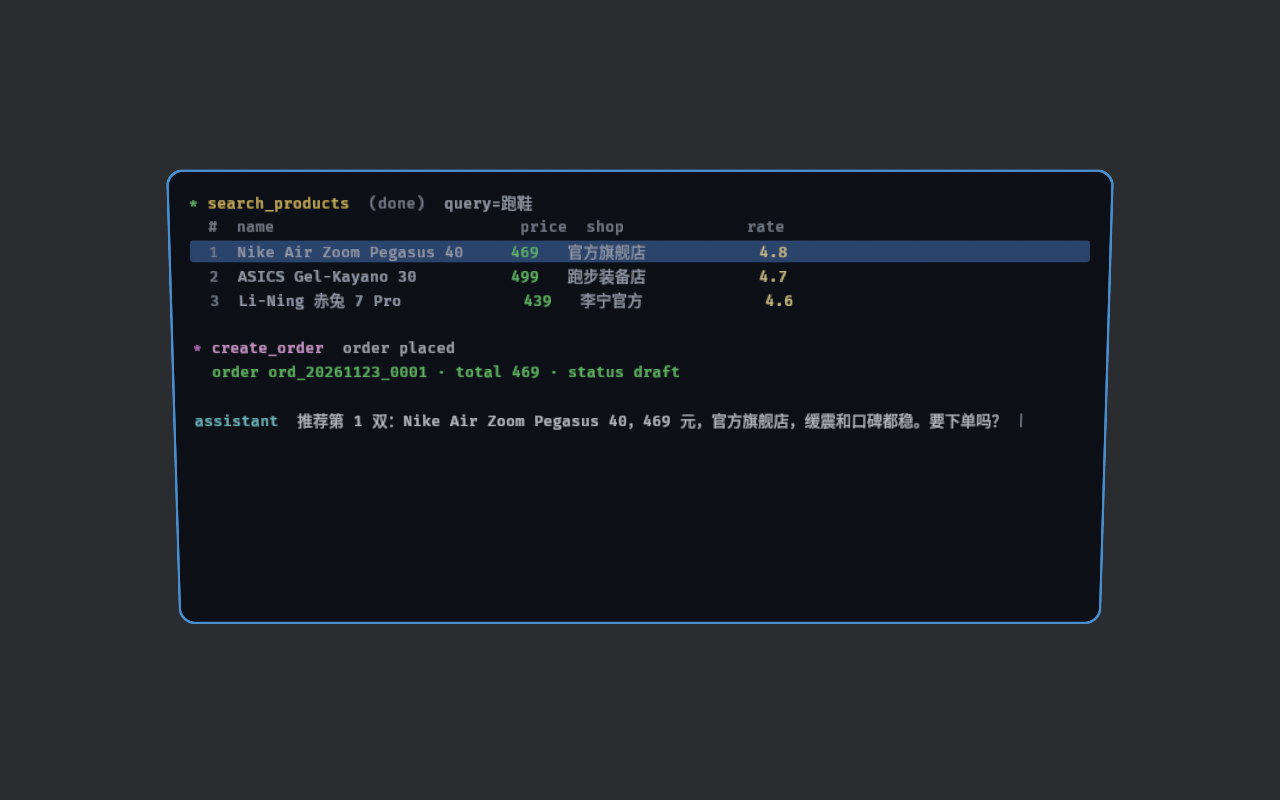 * search_products (done) query=跑鞋
# name price shop rate
1 Nike Air Zoom Pegasus 40 469 官方旗舰店 4.8
2 ASICS Gel-Kayano 30 499 跑步装备店 4.7
3 Li-Ning 赤兔 7 Pro 439 李宁官方 4.6
* create_order order placed
order ord_20261123_0001 · total 469 · status draft
assistant 推荐第 1 双：Nike Air Zoom Pegasus 40，469 元，官方旗舰店，缓震和口碑都稳。要下单吗？